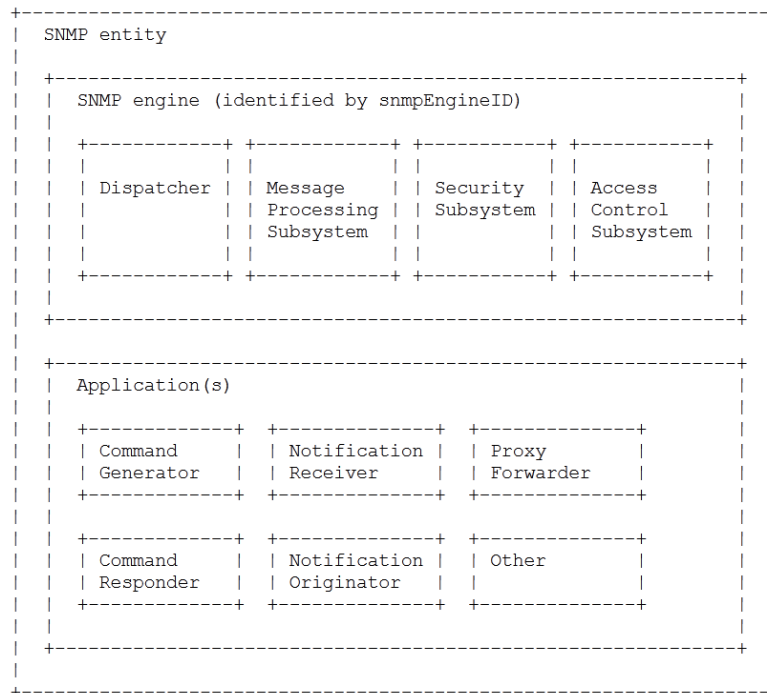 SNMP entity
SNMP engine (identified by snmpEngineID)
Dispatcher Message Security Access
Processing Subsystem Control
Subsystem Subsystem
Application(s)
Command Notification Proxy
Generator Receiver Forwarder
Command Notification Other
Responder Originator